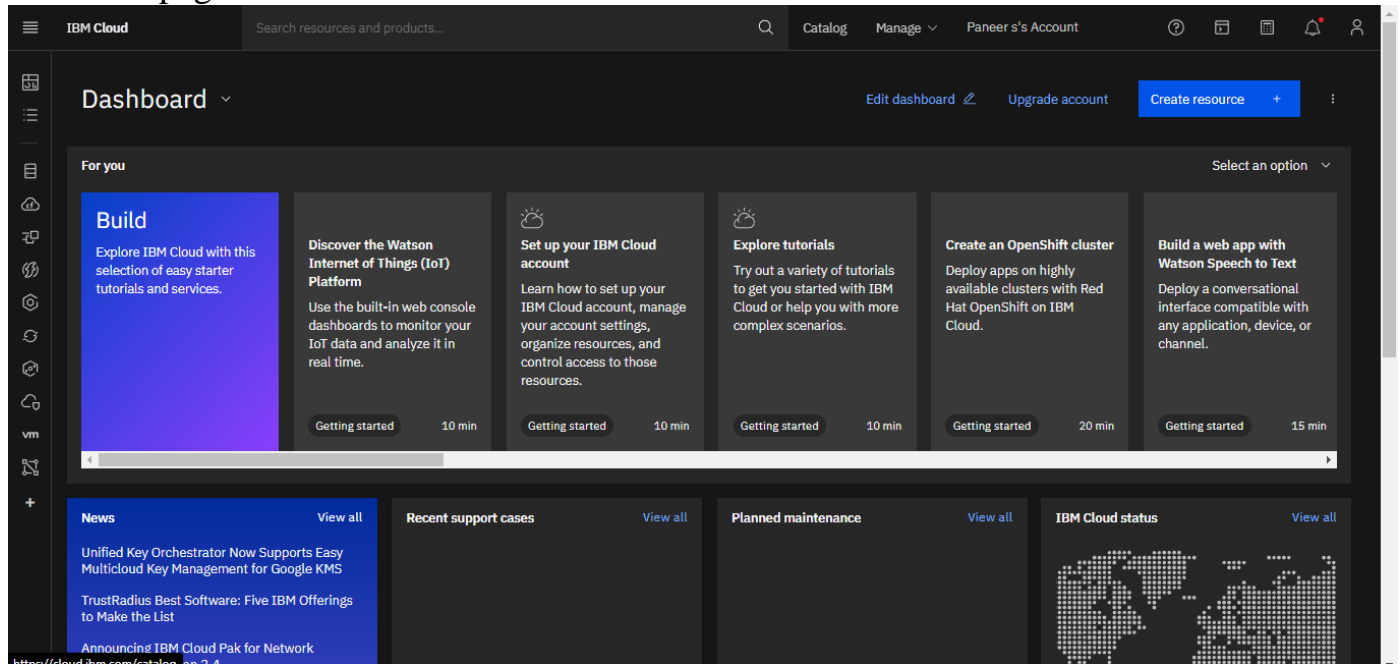 IBM Cloud
Search resources and products...
Catalog
Manage
Paneer s's Account
Dashboard
Edit dashboard
Upgrade account
Create resource +
For you
Select an option
Build
Explore IBM Cloud with this
selection of easy starter
tutorials and services.
Discover the Watson
Internet of Things (IoT)
Platform
Use the built-in web console
dashboards to monitor your
IoT data and analyze it in
real time.
Getting started
10 min
Set up your IBM Cloud
account
Learn how to set up your
IBM Cloud account, manage
your account settings,
organize resources, and
control access to those
resources.
Getting started
10 min
Explore tutorials
Try out a variety of tutorials
to get you started with IBM
Cloud or help you with more
complex scenarios.
Getting started
10 min
Create an OpenShift cluster
Deploy apps on highly
available clusters with Red
Hat OpenShift on IBM
Cloud.
Getting started
20 min
Build a web app with
Watson Speech to Text
Deploy a conversational
interface compatible with
any application, device, or
channel.
Getting started
15 min
vm
News
View all
Unified Key Orchestrator Now Supports Easy
Multicloud Key Management for Google KMS
TrustRadius Best Software: Five IBM Offerings
to Make the List
Announcing IBM Cloud Pak for Network
Recent support cases
View all
Planned maintenance
View all
IBM Cloud status
View all
https://cloud.ibm.com/catalog